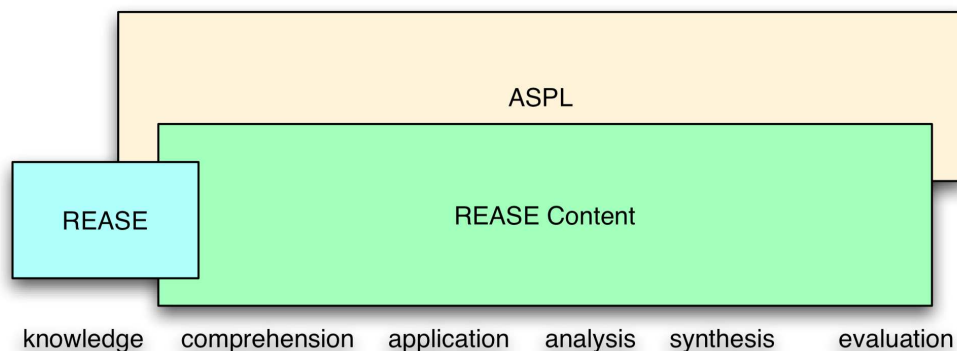 ASPL
REASE Content
REASE
knowledge comprehension application analysis synthesis evaluation